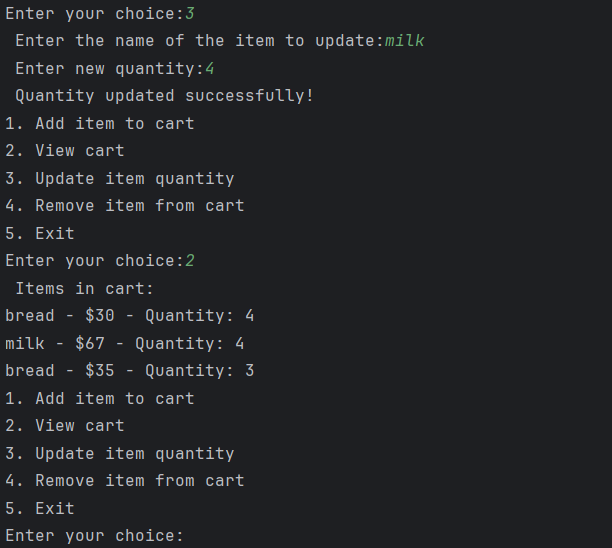 Enter your choice:3
 Enter the name of the item to update:milk
 Enter new quantity:4
 Quantity updated successfully!
1. Add item to cart
2. View cart
3. Update item quantity
4. Remove item from cart
5. Exit
Enter your choice:2
 Items in cart:
bread - $30 - Quantity: 4
milk - $67 - Quantity: 4
bread - $35 - Quantity: 3
1. Add item to cart
2. View cart
3. Update item quantity
4. Remove item from cart
5. Exit
Enter your choice: